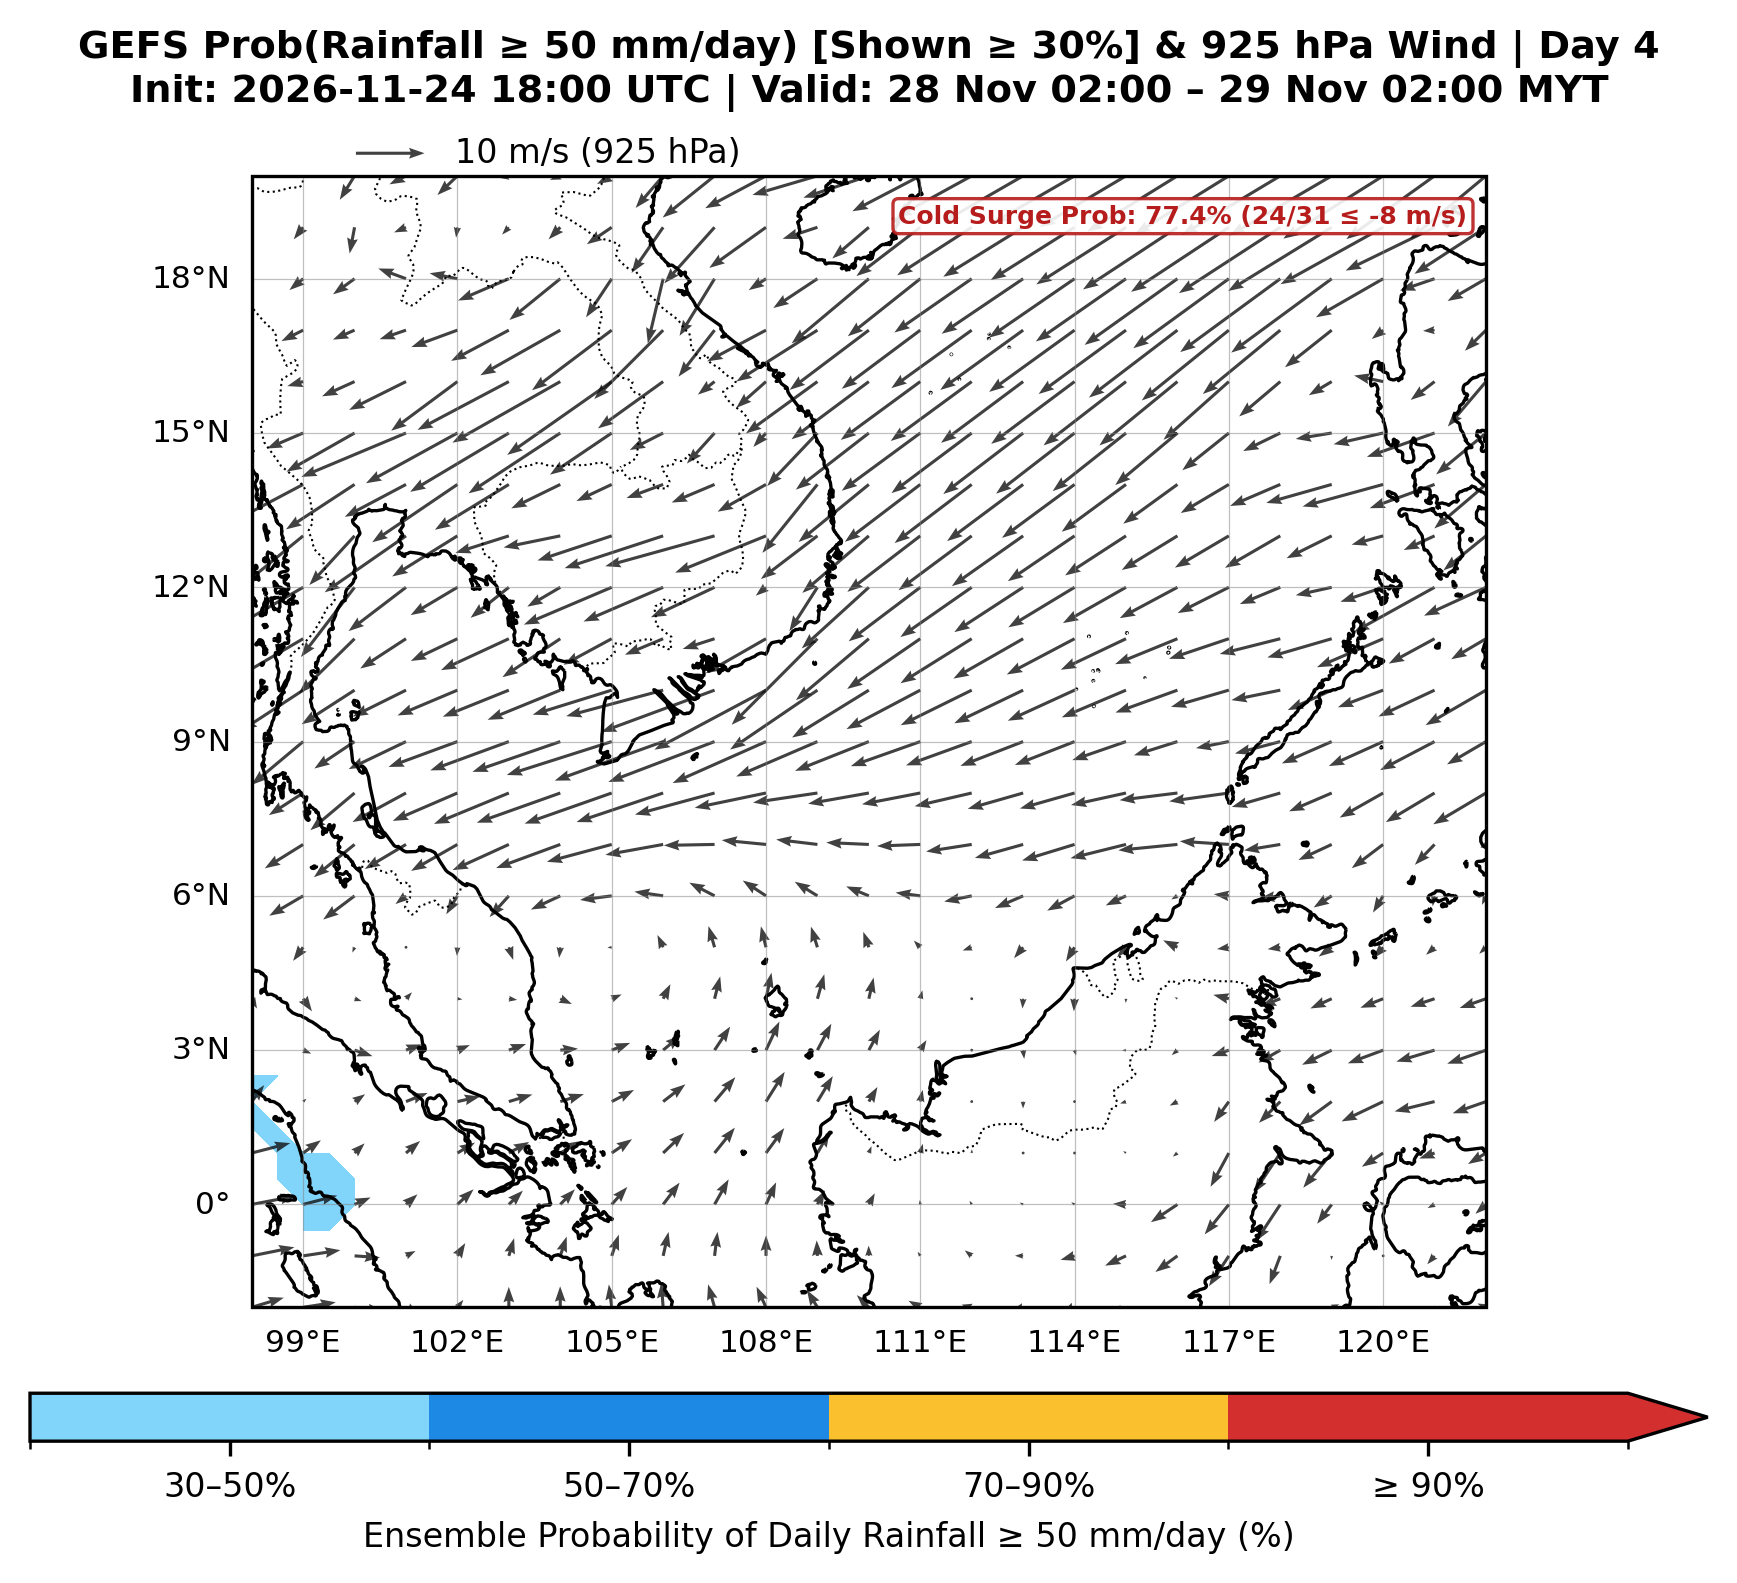 GEFS Prob(Rainfall ≥ 50 mm/day) [Shown ≥ 30%] & 925 hPa Wind | Day 4
Init: 2026-11-24 18:00 UTC | Valid: 28 Nov 02:00 – 29 Nov 02:00 MYT
10 m/s (925 hPa)
Cold Surge Prob: 77.4% (24/31 ≤ -8 m/s)
18°N
15°N
12°N
9°N
6°N
3°N
0°
99°E 102°E 105°E 108°E 111°E 114°E 117°E 120°E
30–50% 50–70% 70–90% ≥ 90%
Ensemble Probability of Daily Rainfall ≥ 50 mm/day (%)